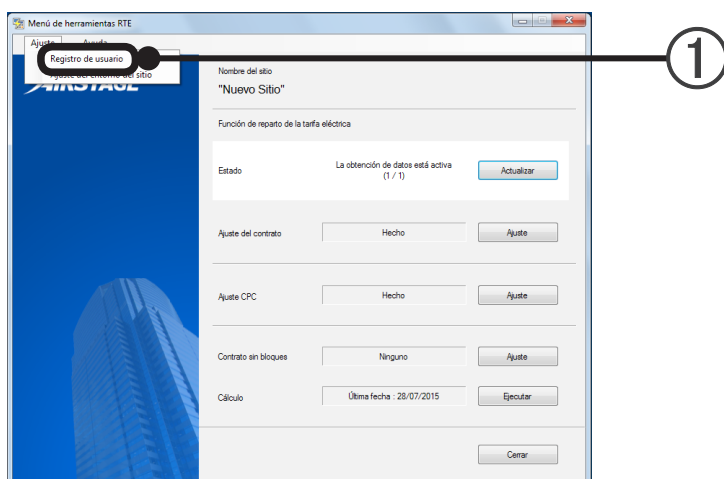 Menú de herramientas RTE
Ajuste Ayuda
Registro de usuario
Ajuste del entorno del sitio
AIRSTAGE
1
Nombre del sitio
"Nuevo Sitio"
Función de reparto de la tarifa eléctrica
Estado
La obtención de datos está activa
(1 / 1)
Actualizar
Ajuste del contrato
Hecho
Ajuste
Ajuste CPC
Hecho
Ajuste
Contrato sin bloques
Ninguno
Ajuste
Cálculo
Última fecha : 28/07/2015
Ejecutar
Cerrar